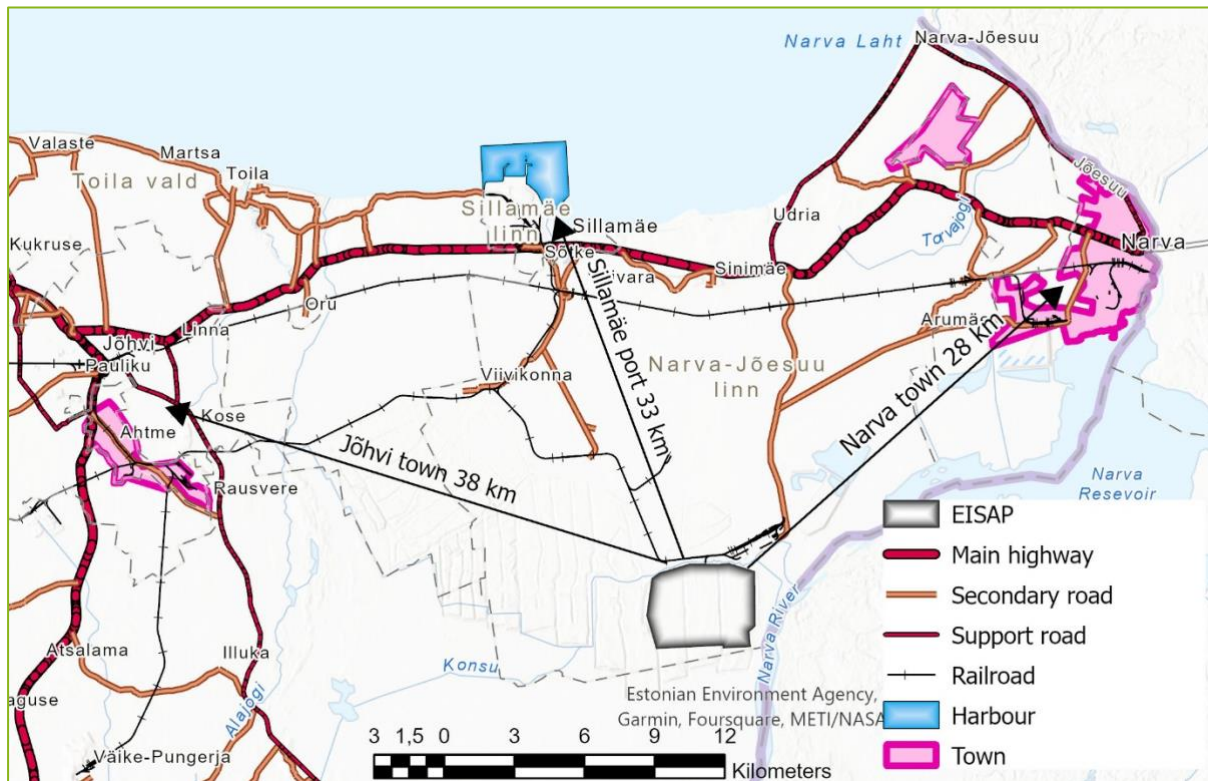 Narva Laht
Narva-Jõesuu
Valaste
Martsa
Toila
Toila vald
Jõesuu
Sillamäe
linn
Sillamäe
Udria
Torvajõgi
Kukruse
Narva
Sõtke
ivara
Sinimäe
Oru
Linna
Arumäe
Jõhvi
Pauliku
Sillamäe port 33 km
Narva-Jõesuu
linn
Narva town 28 km
Viivikonna
Kose
Ahtme
Jõhvi town 38 km
Rausvere
Narva
Resevoir
EISAP
Main highway
Narva River
Secondary road
Support road
Atsalama
Illuka
Konsu
Railroad
aguse
Alajõgi
Estonian Environment Agency,
Garmin, Foursquare, METI/NASA
Harbour
3 1,5 0 3 6 9 12
Väike-Pungerja
Kilometers
Town